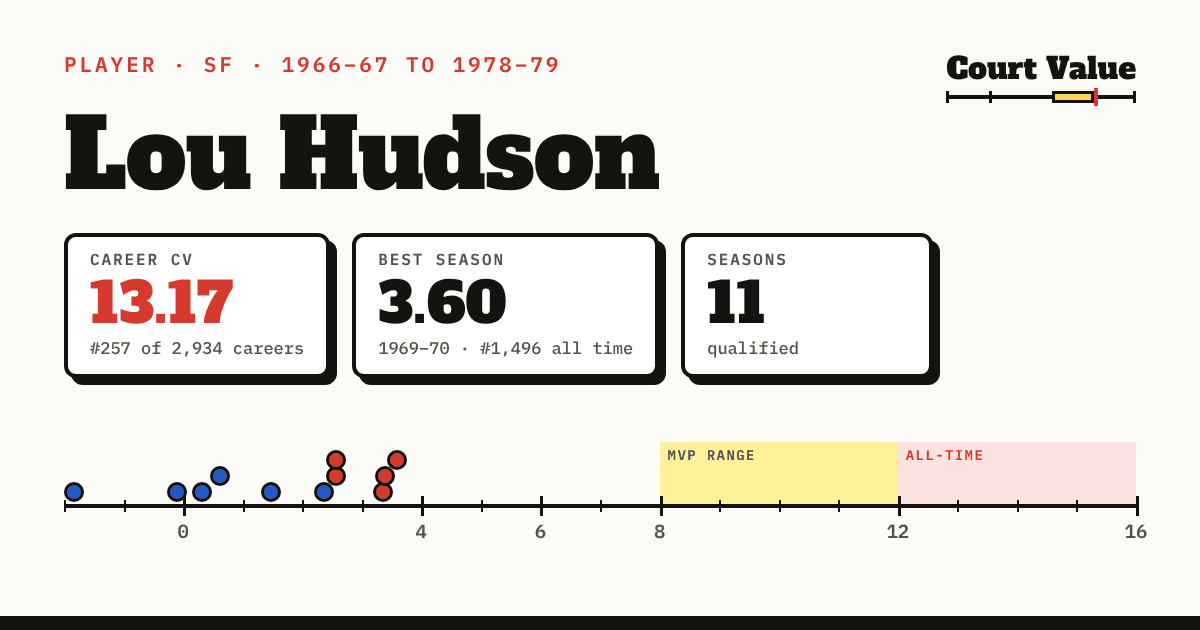 PLAYER · SF · 1966–67 TO 1978–79
Court Value
Lou Hudson
CAREER CV
13.17
#257 of 2,934 careers
BEST SEASON
3.60
1969–70 · #1,496 all time
SEASONS
11
qualified
MVP RANGE
ALL-TIME
0 4 6 8 12 16